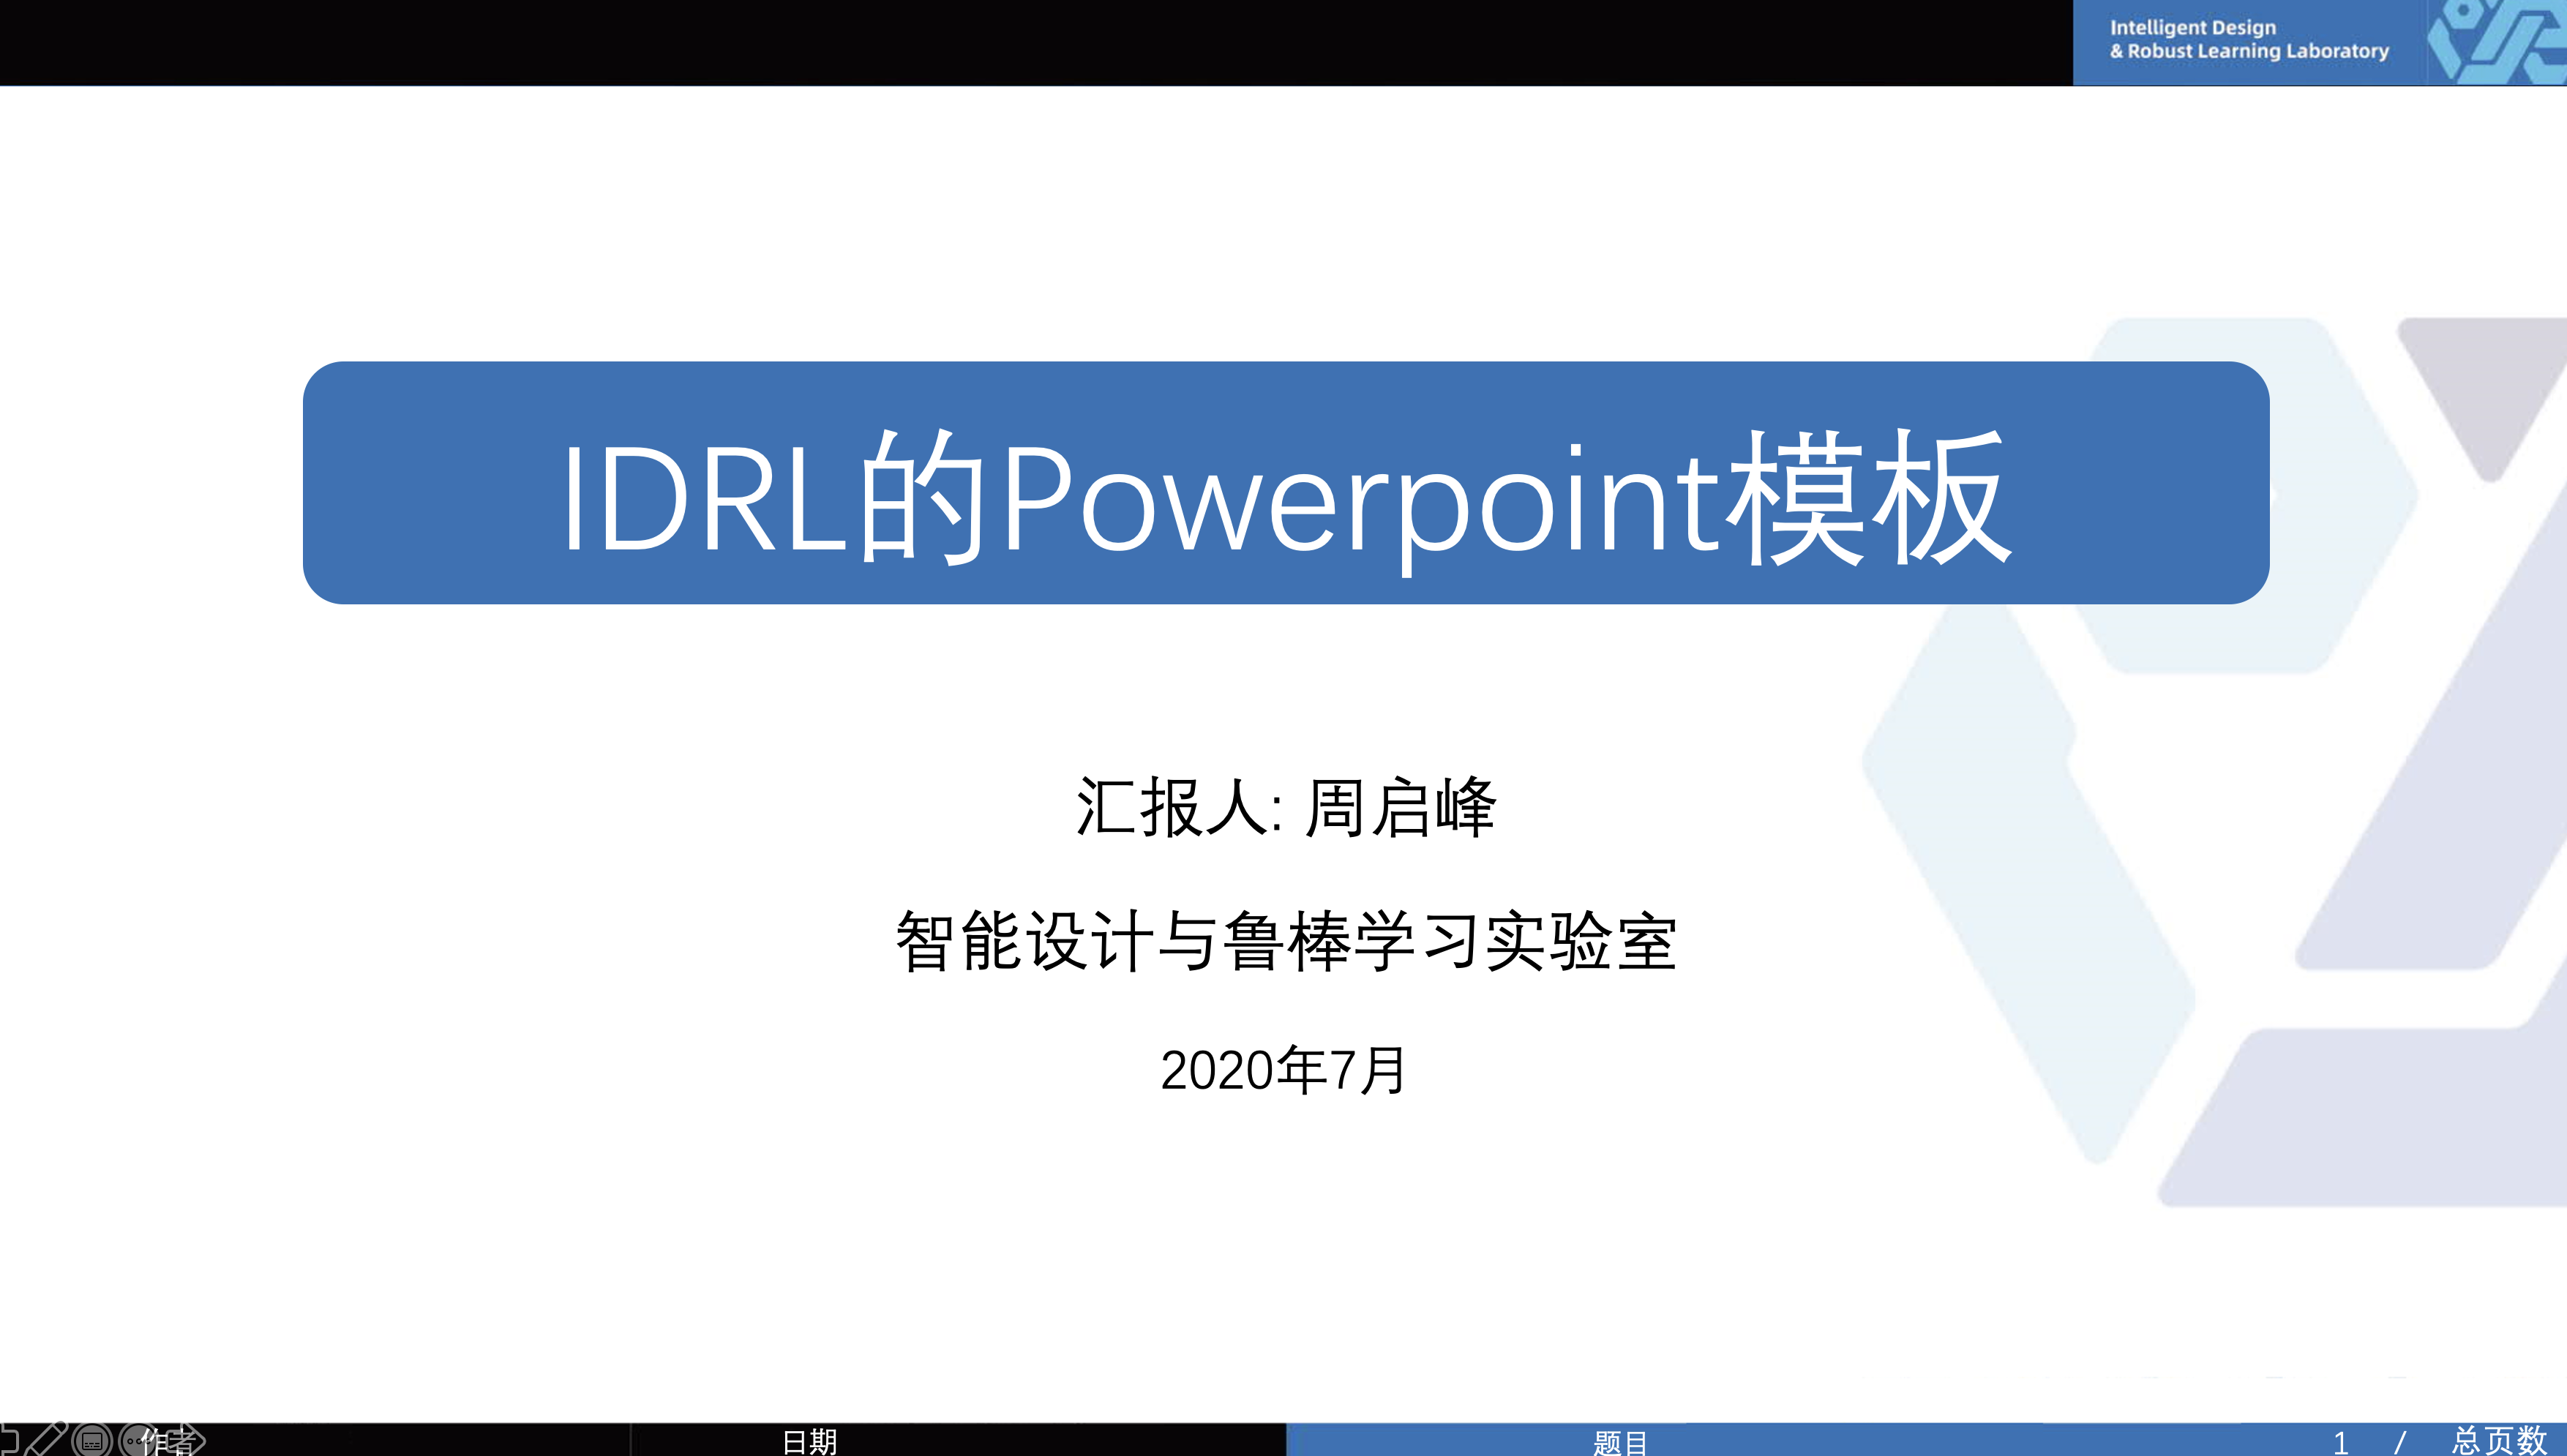 Intelligent Design
& Robust Learning Laboratory
IDRL的Powerpoint模板
汇报人: 周启峰
智能设计与鲁棒学习实验室
2020年7月
作者 日期 题目 1 / 总页数